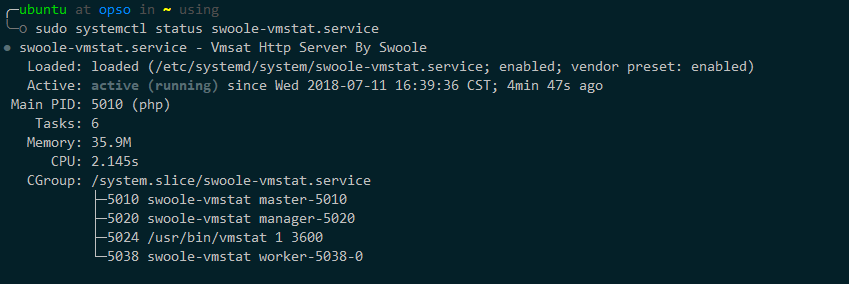 ╭─ubuntu at opso in ~ using
╰─o sudo systemctl status swoole-vmstat.service
● swoole-vmstat.service - Vmsat Http Server By Swoole
   Loaded: loaded (/etc/systemd/system/swoole-vmstat.service; enabled; vendor preset: enabled)
   Active: active (running) since Wed 2018-07-11 16:39:36 CST; 4min 47s ago
 Main PID: 5010 (php)
    Tasks: 6
   Memory: 35.9M
      CPU: 2.145s
   CGroup: /system.slice/swoole-vmstat.service
           ├─5010 swoole-vmstat master-5010
           ├─5020 swoole-vmstat manager-5020
           ├─5024 /usr/bin/vmstat 1 3600
           └─5038 swoole-vmstat worker-5038-0